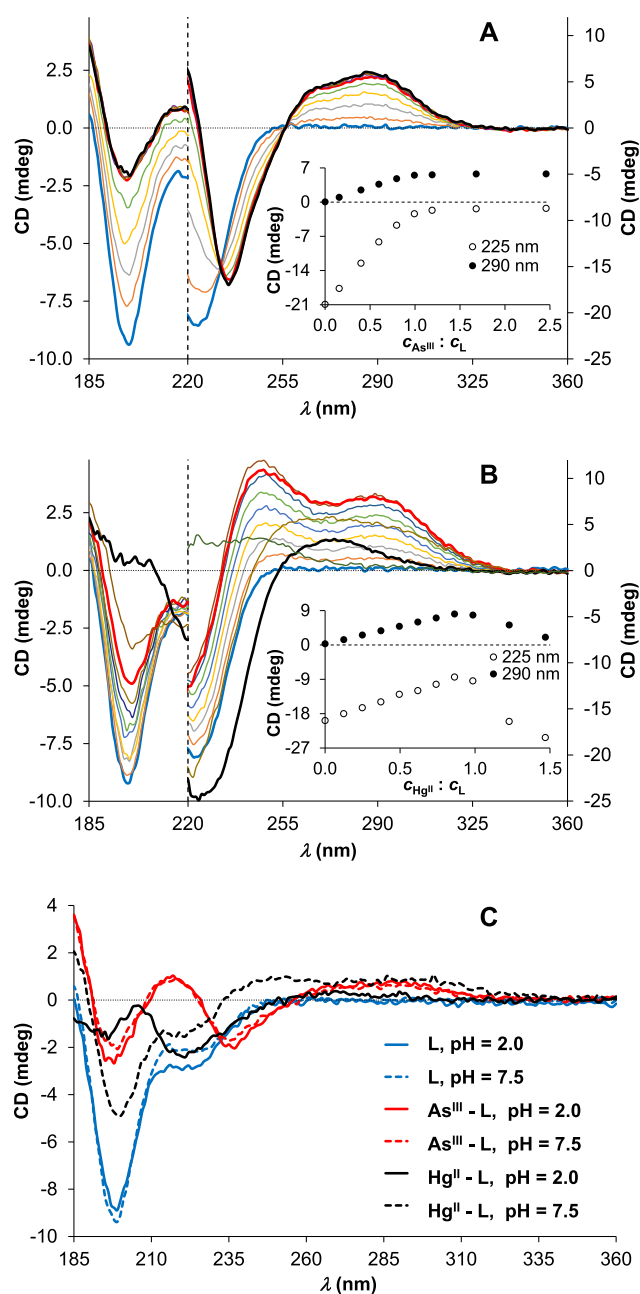 A
CD (mdeg)
2.5
0.0
-2.5
-5.0
-7.5
-10.0
10
5
0
-5
-10
-15
-20
-25
CD (mdeg)
185 220 255 290 325 360
λ (nm)
CD (mdeg)
7
0
-7
-14
-21
225 nm
290 nm
0.0 0.5 1.0 1.5 2.0 2.5
cAsIII : cL
B
CD (mdeg)
2.5
0.0
-2.5
-5.0
-7.5
-10.0
10
5
0
-5
-10
-15
-20
-25
CD (mdeg)
185 220 255 290 325 360
λ (nm)
CD (mdeg)
9
0
-9
-18
-27
225 nm
290 nm
0.0 0.5 1.0 1.5
cHgII : cL
C
CD (mdeg)
4
2
0
-2
-4
-6
-8
-10
L, pH = 2.0
L, pH = 7.5
AsIII - L, pH = 2.0
AsIII - L, pH = 7.5
HgII - L, pH = 2.0
HgII - L, pH = 7.5
185 210 235 260 285 310 335 360
λ (nm)